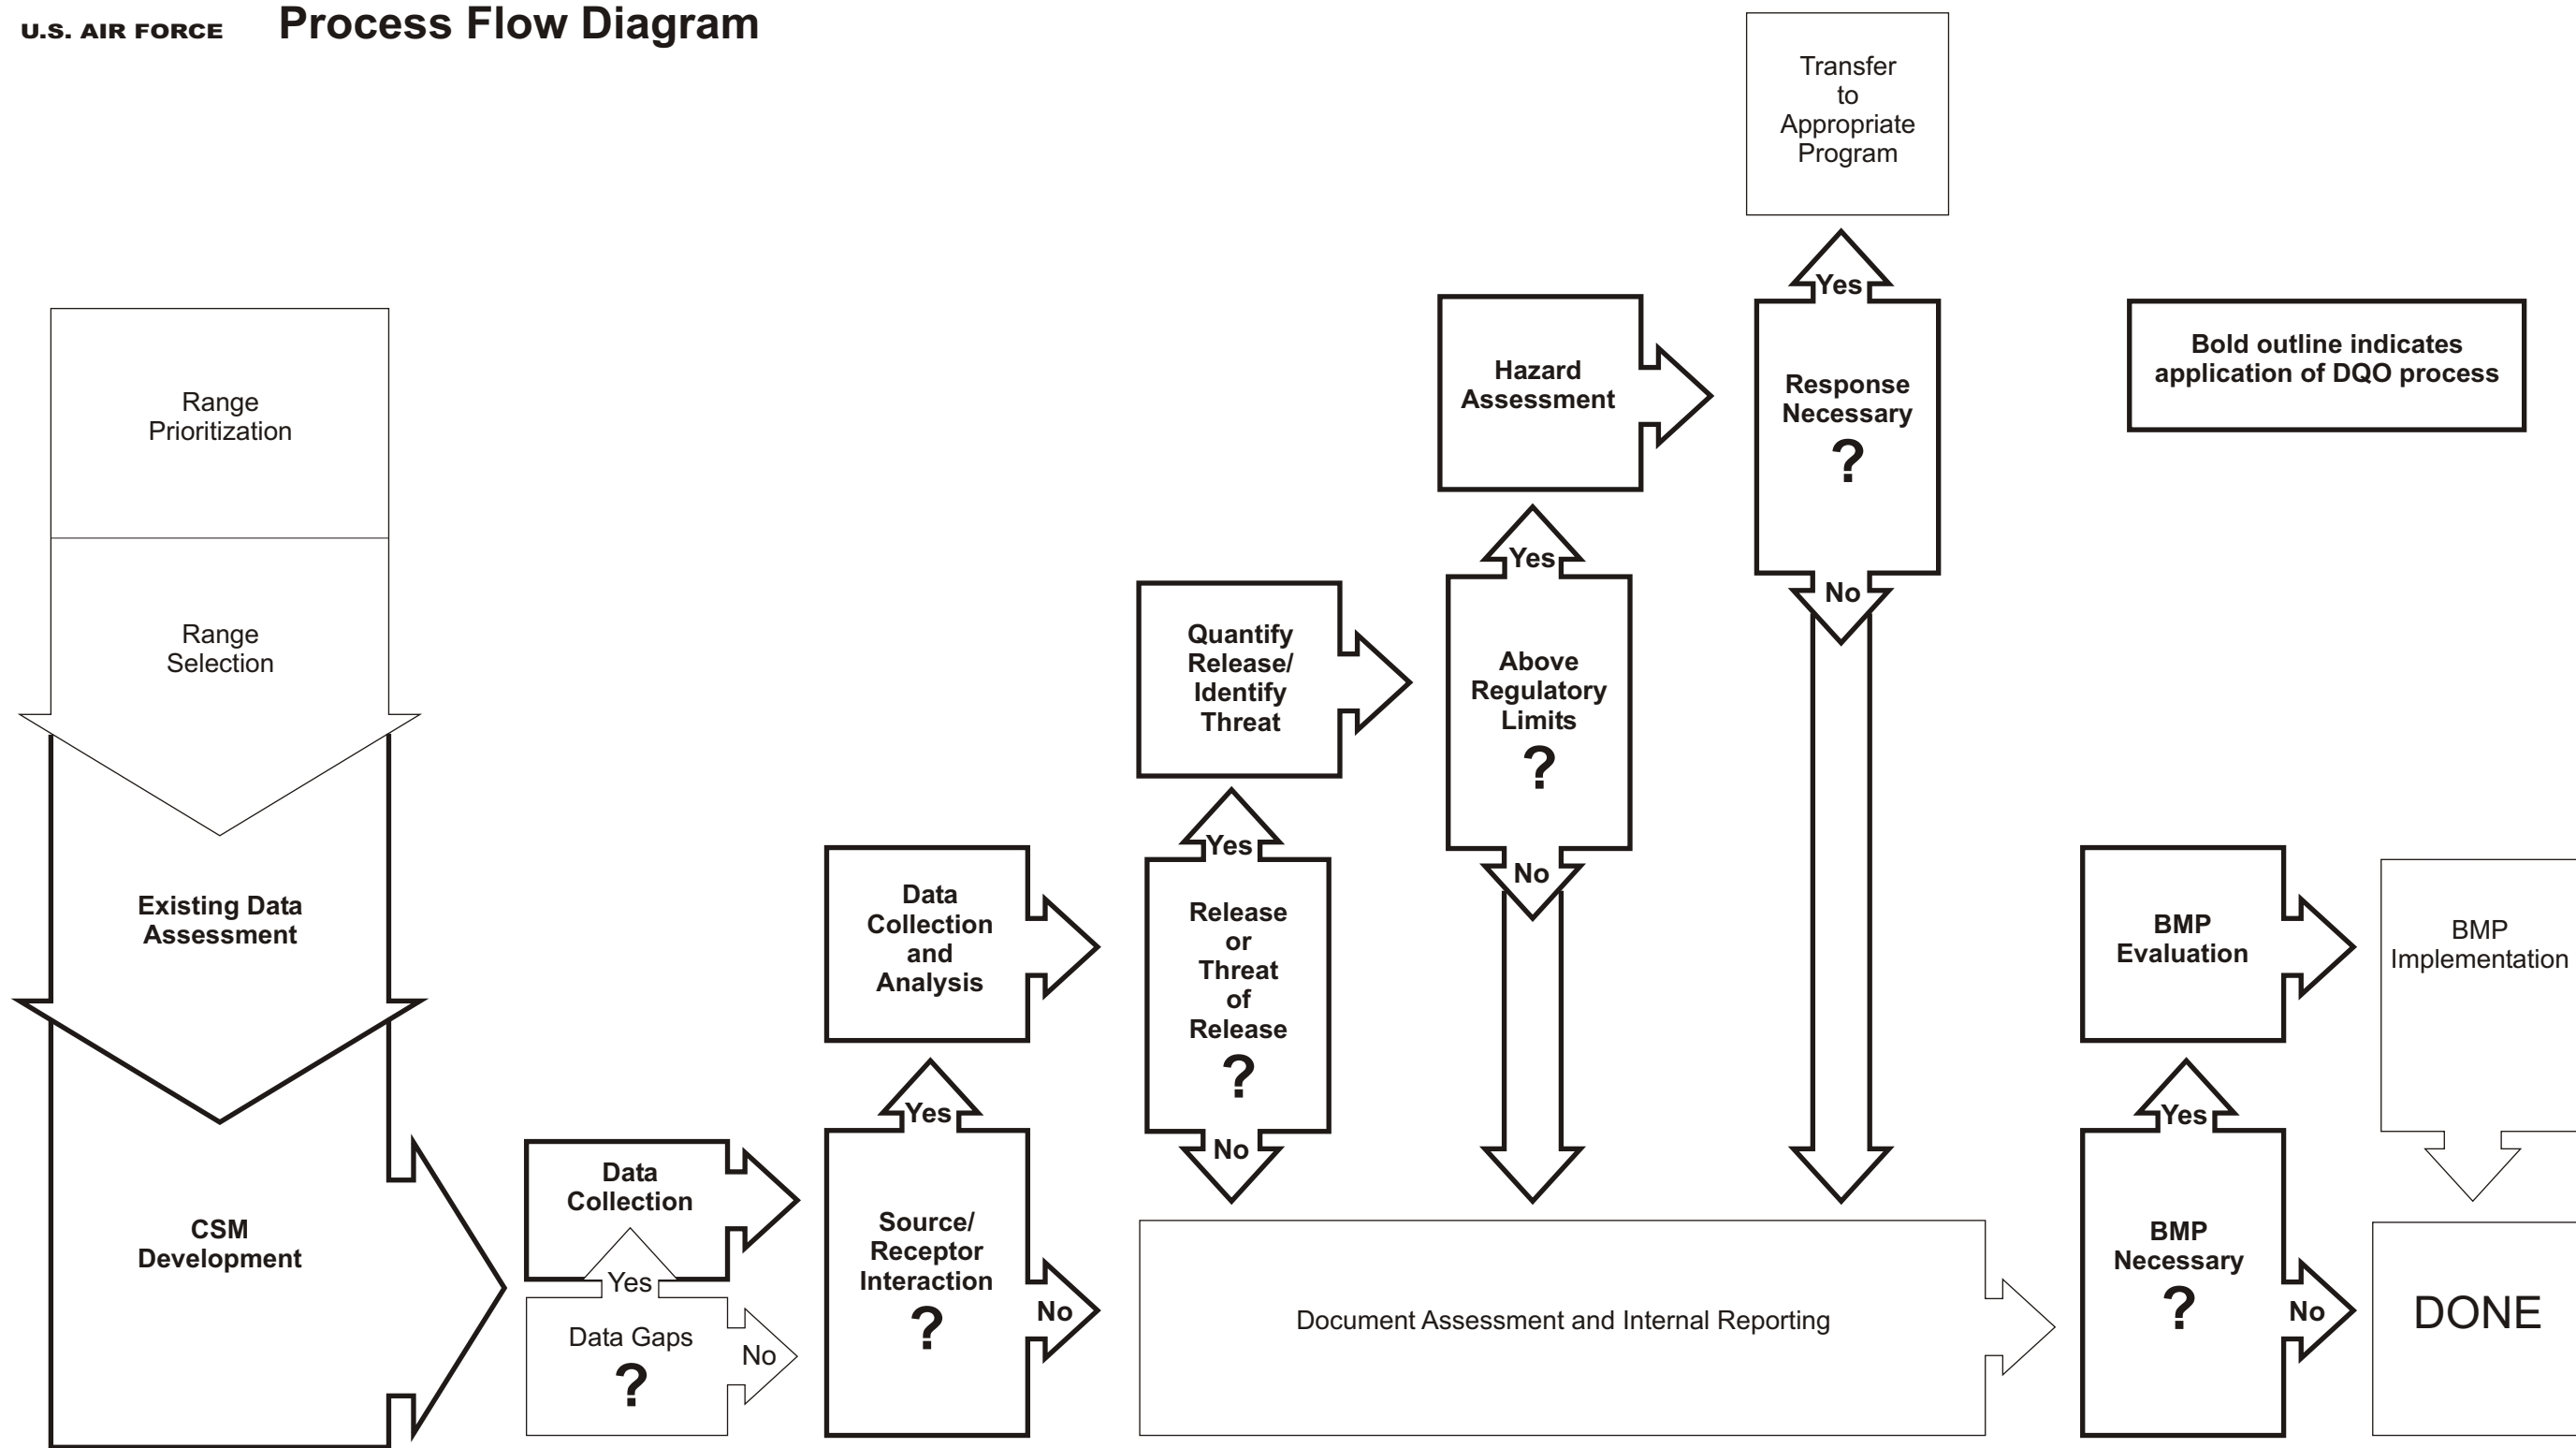 U.S. AIR FORCE
Process Flow Diagram
Range
Prioritization
Range
Selection
Existing Data
Assessment
CSM
Development
Data
Collection
Yes
Data Gaps
?
No
Data
Collection
and
Analysis
Yes
Source/
Receptor
Interaction
?
No
Quantify
Release/
Identify
Threat
Yes
Release
or
Threat
of
Release
?
No
Hazard
Assessment
Yes
Above
Regulatory
Limits
?
No
Transfer
to
Appropriate
Program
Yes
Response
Necessary
?
No
Bold outline indicates
application of DQO process
Document Assessment and Internal Reporting
BMP
Evaluation
Yes
BMP
Necessary
?
No
BMP
Implementation
DONE